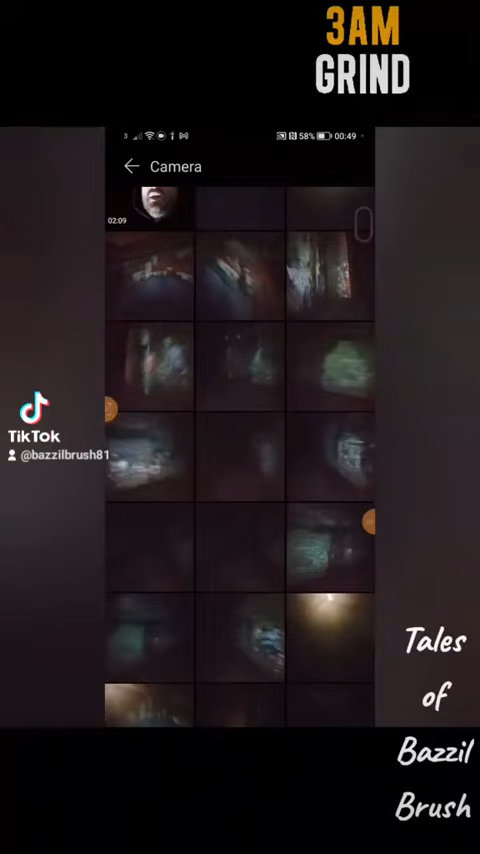 3AM
GRIND
58% 00:49
Camera
02:09
TikTok
@bazzilbrush81
Tales
of
Bazzil
Brush